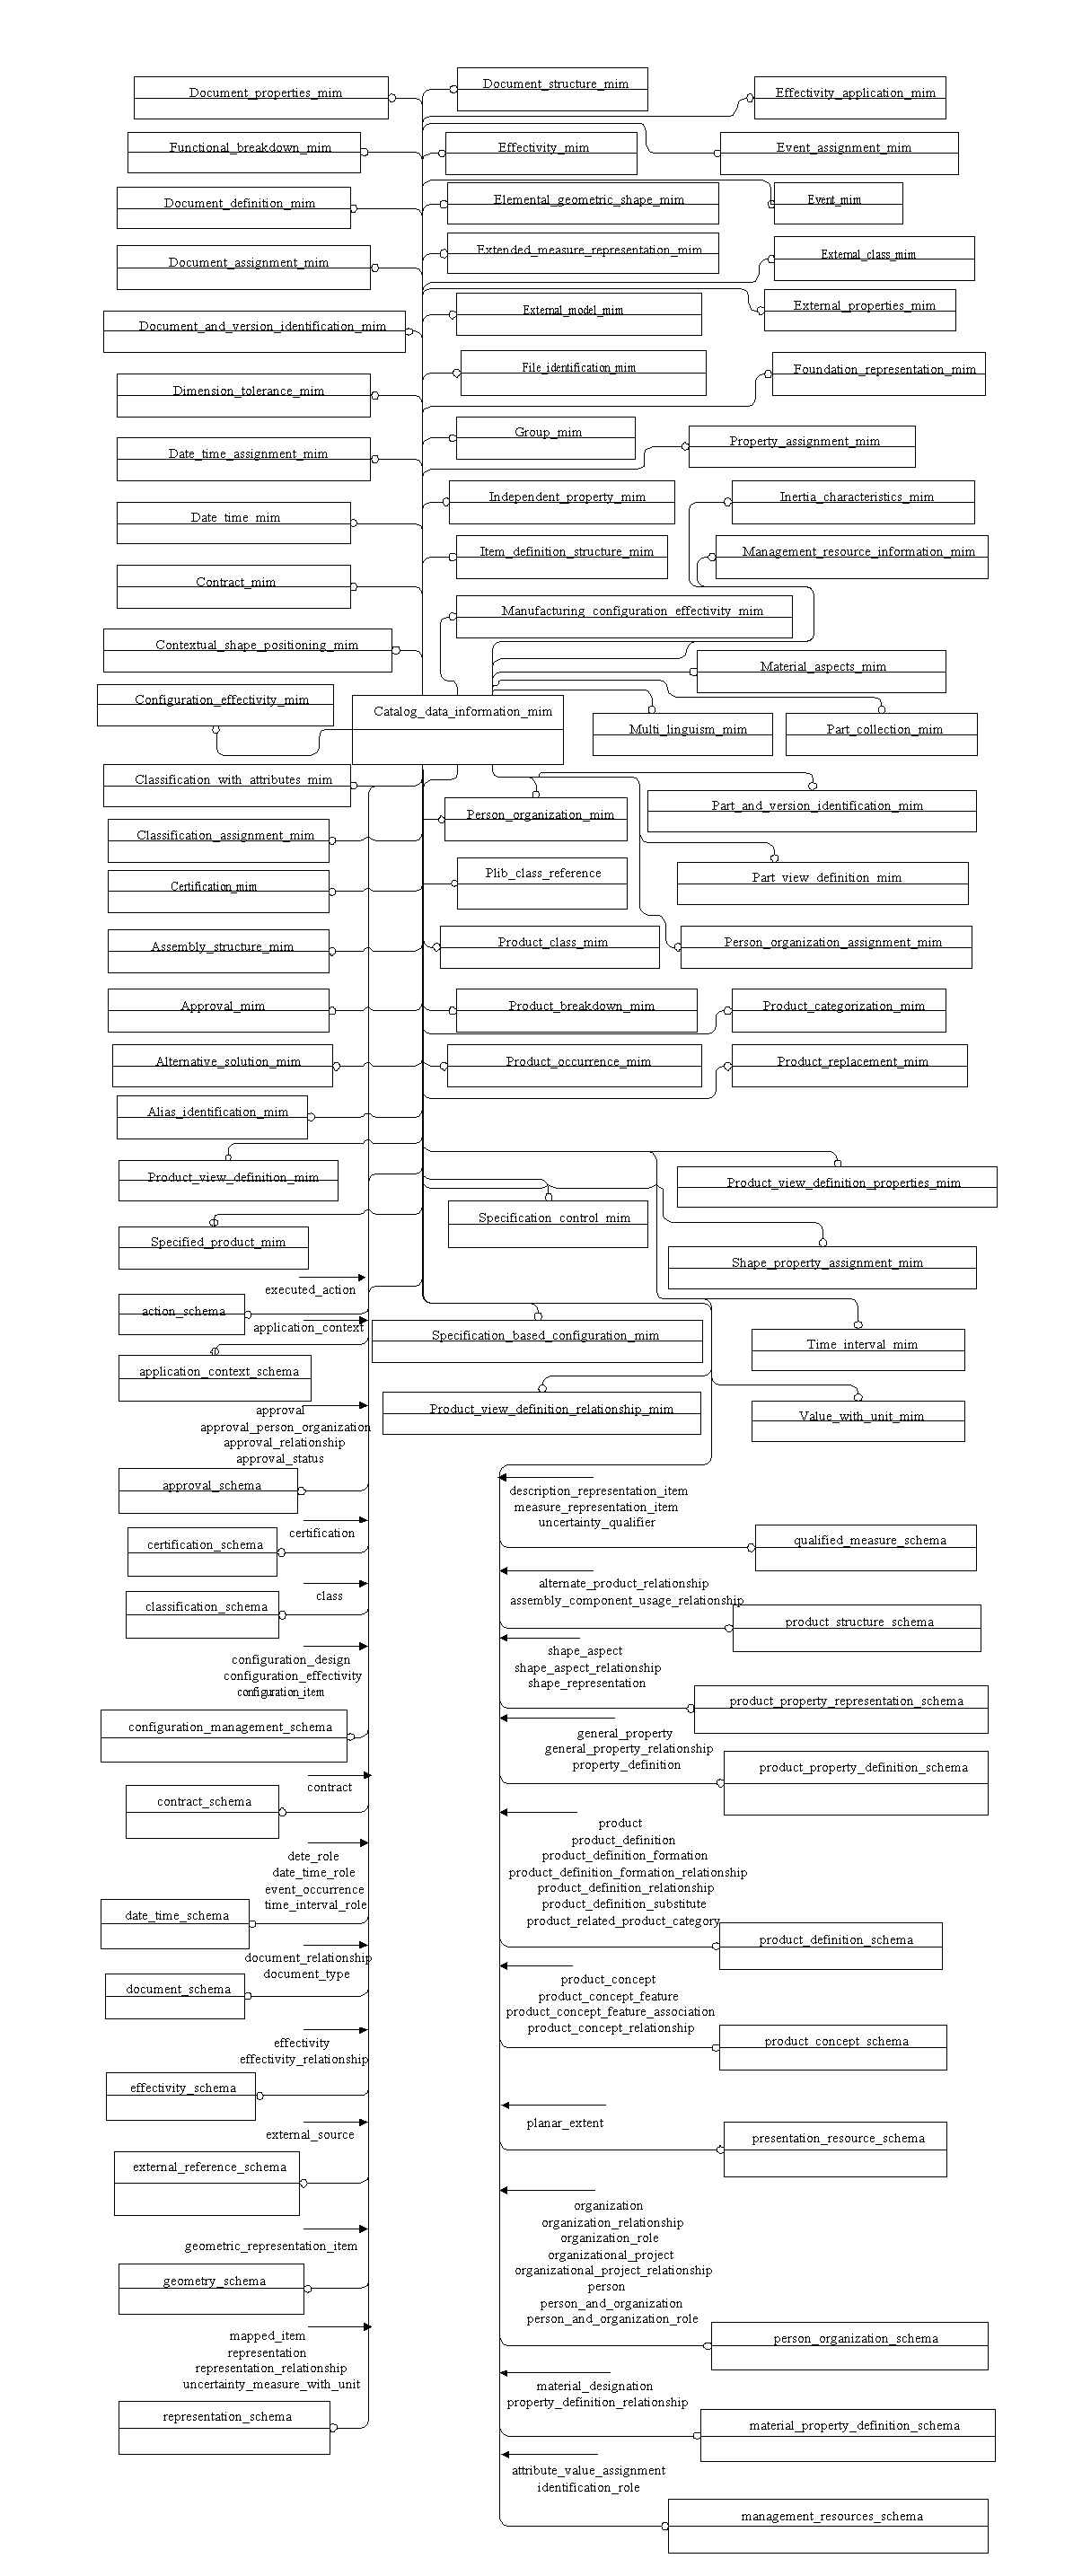 Document_structure_mim
Document_properties_mim
Effectivity_application_mim
Functional_breakdown_mim
Effectivity_mim
Event_assignment_mim
Document_definition_mim
Elemental_geometric_shape_mim
Event_mim
Document_assignment_mim
Extended_measure_representation_mim
External_class_mim
Document_and_version_identification_mim
External_model_mim
External_properties_mim
Dimension_tolerance_mim
File_identification_mim
Foundation_representation_mim
Date_time_assignment_mim
Group_mim
Property_assignment_mim
Date_time_mim
Independent_property_mim
Inertia_characteristics_mim
Contract_mim
Item_definition_structure_mim
Management_resource_information_mim
Contextual_shape_positioning_mim
Manufacturing_configuration_effectivity_mim
Material_aspects_mim
Configuration_effectivity_mim
Catalog_data_information_mim
Multi_linguism_mim
Part_collection_mim
Classification_with_attributes_mim
Person_organization_mim
Part_and_version_identification_mim
Classification_assignment_mim
Plib_class_reference
Part_view_definition_mim
Certification_mim
Assembly_structure_mim
Product_class_mim
Person_organization_assignment_mim
Approval_mim
Product_breakdown_mim
Product_categorization_mim
Alternative_solution_mim
Product_occurrence_mim
Product_replacement_mim
Alias_identification_mim
Product_view_definition_mim
Product_view_definition_properties_mim
Specified_product_mim
Specification_control_mim
Shape_property_assignment_mim
executed_action
action_schema
application_context
Specification_based_configuration_mim
Time_interval_mim
application_context_schema
Product_view_definition_relationship_mim
Value_with_unit_mim
approval
approval_person_organization
approval_relationship
approval_status
approval_schema
certification
certification_schema
class
classification_schema
configuration_design
configuration_effectivity
configuration_item
configuration_management_schema
contract
contract_schema
dete_role
date_time_role
event_occurrence
time_interval_role
date_time_schema
document_relationship
document_type
document_schema
effectivity
effectivity_relationship
effectivity_schema
external_source
external_reference_schema
geometric_representation_item
geometry_schema
mapped_item
representation
representation_relationship
uncertainty_measure_with_unit
representation_schema
description_representation_item
measure_representation_item
uncertainty_qualifier
qualified_measure_schema
alternate_product_relationship
assembly_component_usage_relationship
product_structure_schema
shape_aspect
shape_aspect_relationship
shape_representation
product_property_representation_schema
general_property
general_property_relationship
property_definition
product_property_definition_schema
product
product_definition
product_definition_formation
product_definition_formation_relationship
product_definition_relationship
product_definition_substitute
product_related_product_category
product_definition_schema
product_concept
product_concept_feature
product_concept_feature_association
product_concept_relationship
product_concept_schema
planar_extent
presentation_resource_schema
organization
organization_relationship
organization_role
organizational_project
organizational_project_relationship
person
person_and_organization
person_and_organization_role
person_organization_schema
material_designation
property_definition_relationship
material_property_definition_schema
attribute_value_assignment
identification_role
management_resources_schema